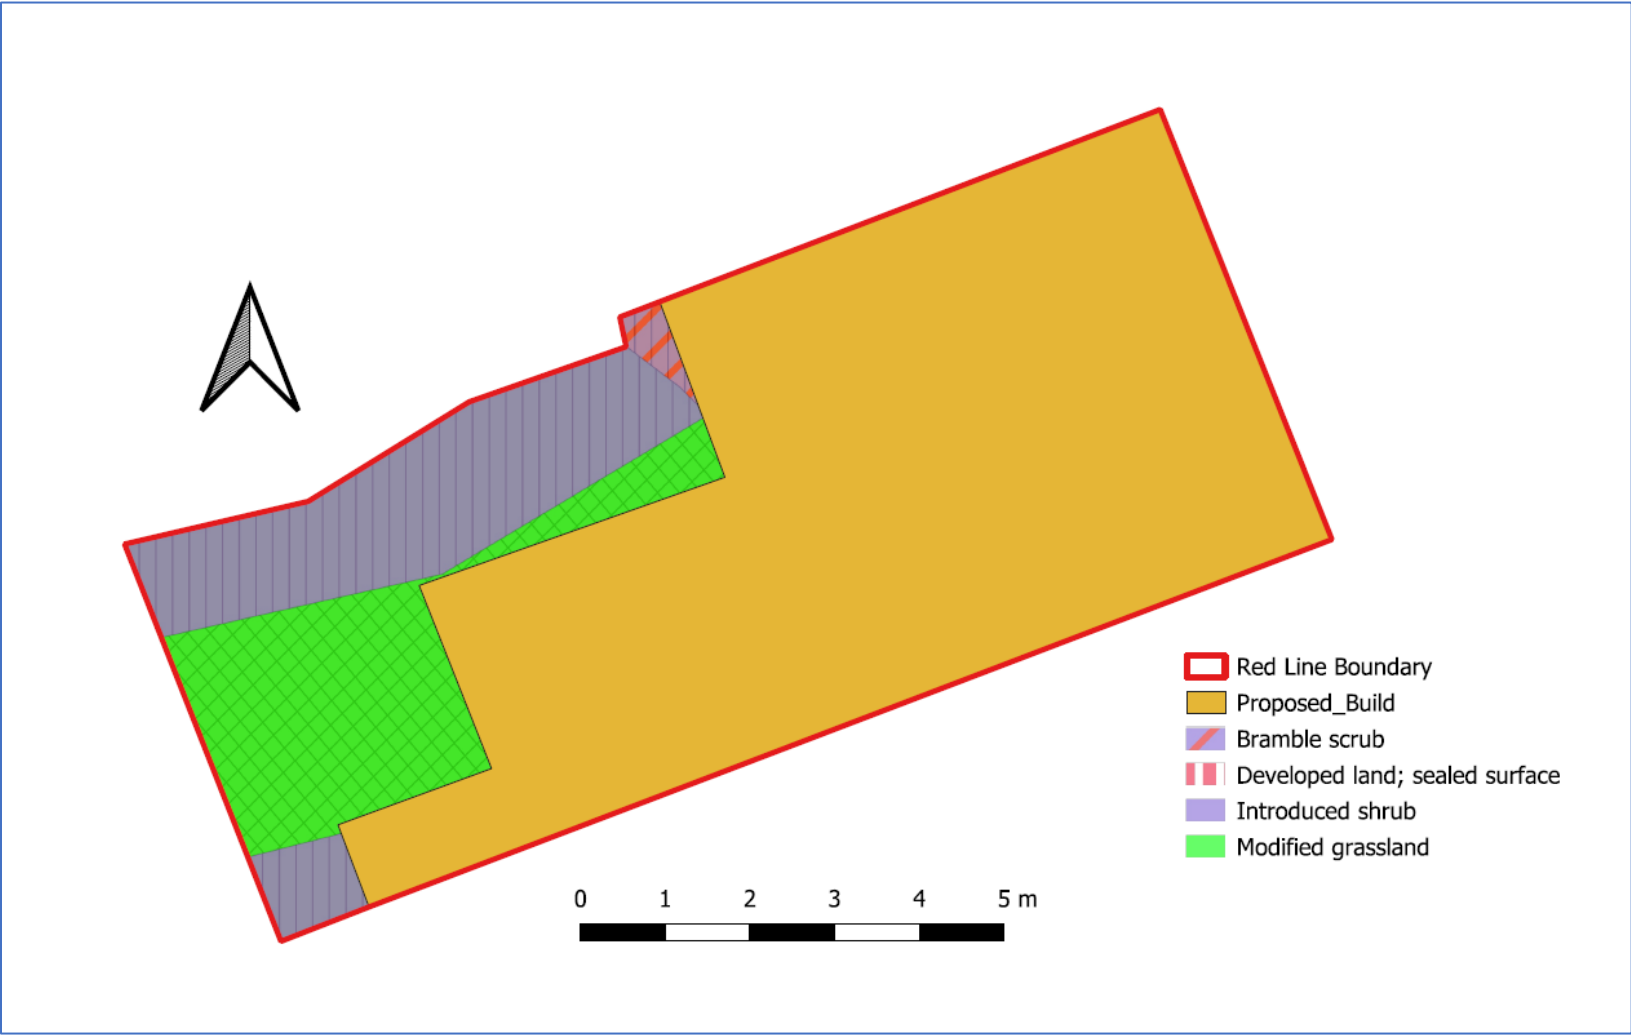 Red Line Boundary
Proposed_Build
Bramble scrub
Developed land; sealed surface
Introduced shrub
Modified grassland
0 1 2 3 4 5 m